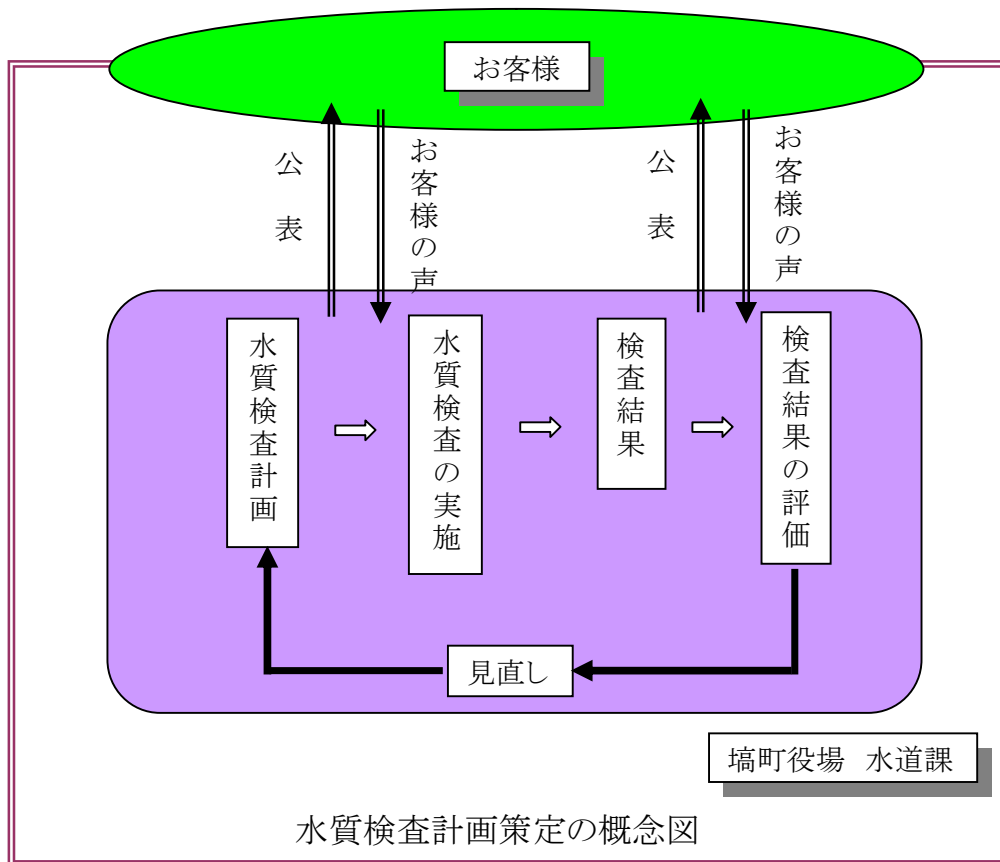 お客様
公表
お客様の声
公表
お客様の声
水質検査計画
水質検査の実施
検査結果
検査結果の評価
見直し
塙町役場 水道課
水質検査計画策定の概念図